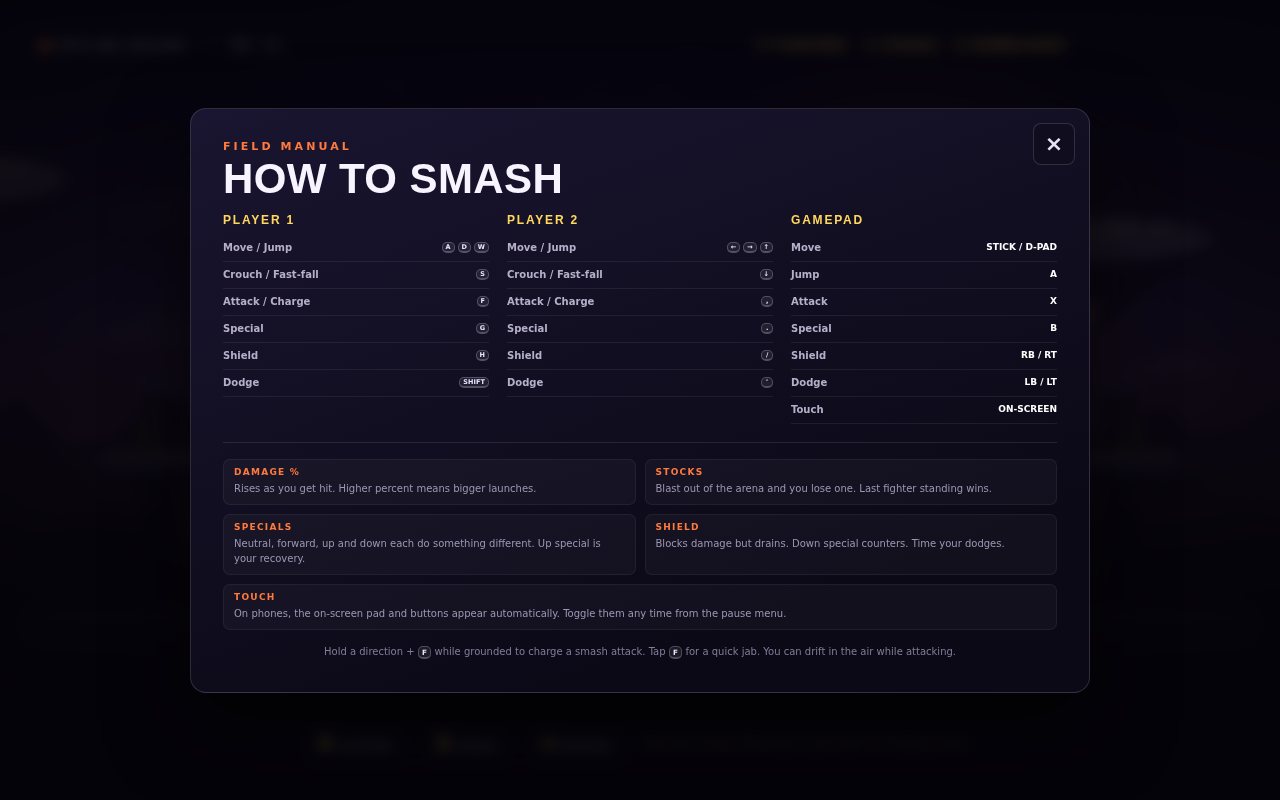 FIELD MANUAL
HOW TO SMASH
✕
PLAYER 1
Move / Jump A D W
Crouch / Fast-fall S
Attack / Charge F
Special G
Shield H
Dodge SHIFT
PLAYER 2
Move / Jump ← → ↑
Crouch / Fast-fall ↓
Attack / Charge ,
Special .
Shield /
Dodge
GAMEPAD
Move STICK / D-PAD
Jump A
Attack X
Special B
Shield RB / RT
Dodge LB / LT
Touch ON-SCREEN
DAMAGE %
Rises as you get hit. Higher percent means bigger launches.
STOCKS
Blast out of the arena and you lose one. Last fighter standing wins.
SPECIALS
Neutral, forward, up and down each do something different. Up special is
your recovery.
SHIELD
Blocks damage but drains. Down special counters. Time your dodges.
TOUCH
On phones, the on-screen pad and buttons appear automatically. Toggle them any time from the pause menu.
Hold a direction + F while grounded to charge a smash attack. Tap F for a quick jab. You can drift in the air while attacking.